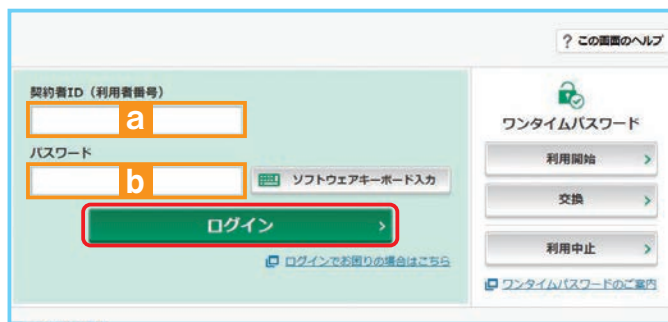 ? この画面のヘルプ
契約者ID（利用者番号）
a
パスワード
b
ソフトウェアキーボード入力
ログイン
ログインでお困りの場合はこちら
ワンタイムパスワード
利用開始
交換
利用中止
ワンタイムパスワードのご案内